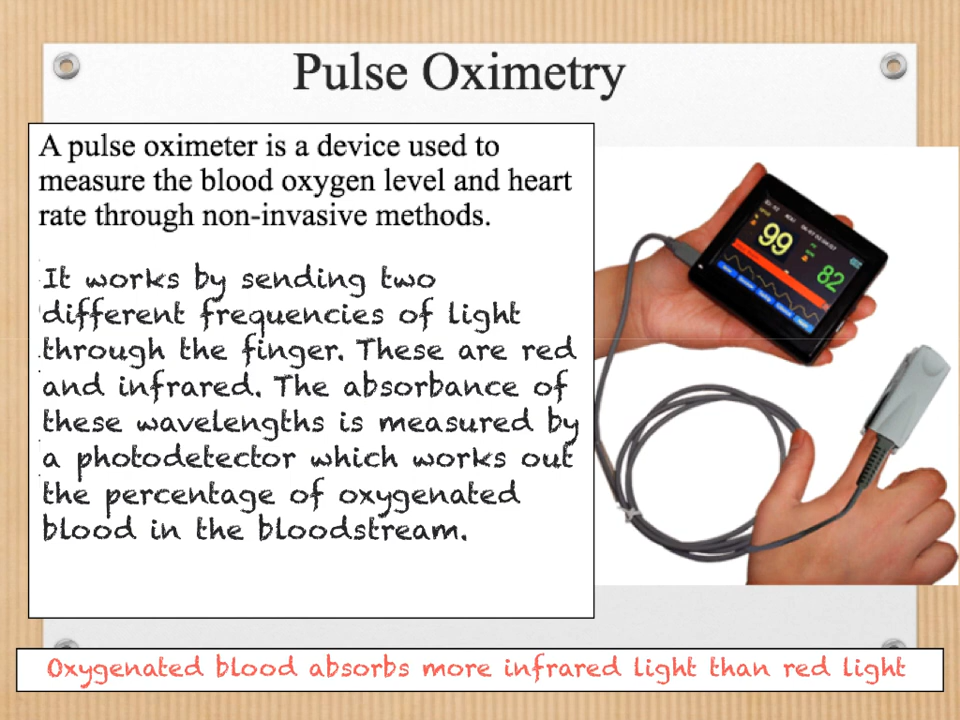 Pulse Oximetry
A pulse oximeter is a device used to
measure the blood oxygen level and heart
rate through non-invasive methods.
It works by sending two
different frequencies of light
through the finger. These are red
and infrared. The absorbance of
these wavelengths is measured by
a photodetector which works out
the percentage of oxygenated
blood in the bloodstream.
99
82
Oxygenated blood absorbs more infrared light than red light